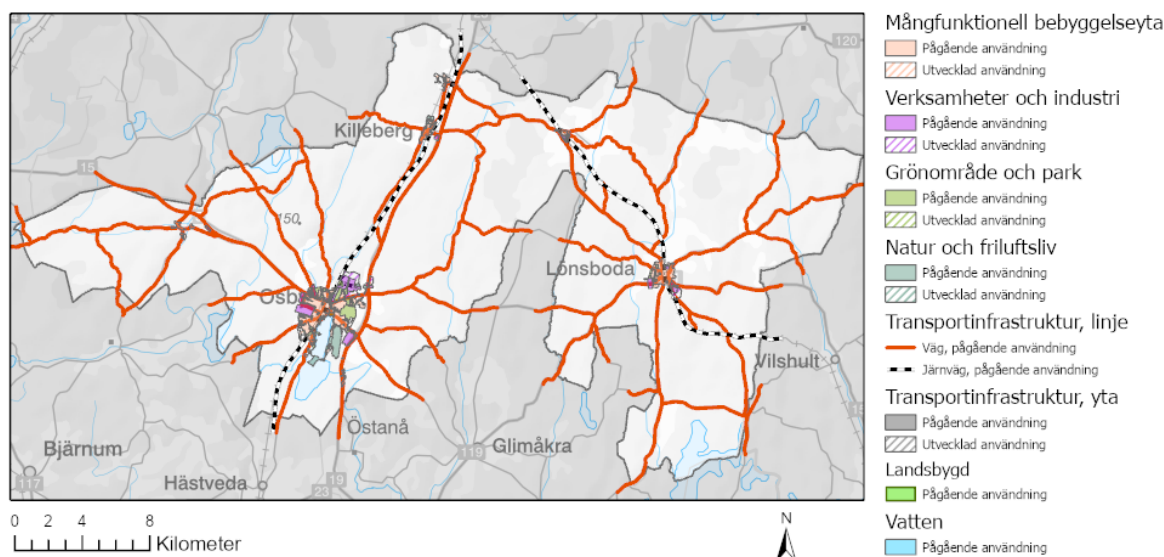 120
Killeberg
15
150
Lönsboda
Osb
Vilshult
15
Östanå
Bjärnum
Glimåkra
119
117
Hästveda
19
23
0 2 4 8
Kilometer
N
Mångfunktionell bebyggelseyta
Pågående användning
Utvecklad användning
Verksamheter och industri
Pågående användning
Utvecklad användning
Grönområde och park
Pågående användning
Utvecklad användning
Natur och friluftsliv
Pågående användning
Utvecklad användning
Transportinfrastruktur, linje
Väg, pågående användning
Järnväg, pågående användning
Transportinfrastruktur, yta
Pågående användning
Utvecklad användning
Landsbygd
Pågående användning
Vatten
Pågående användning